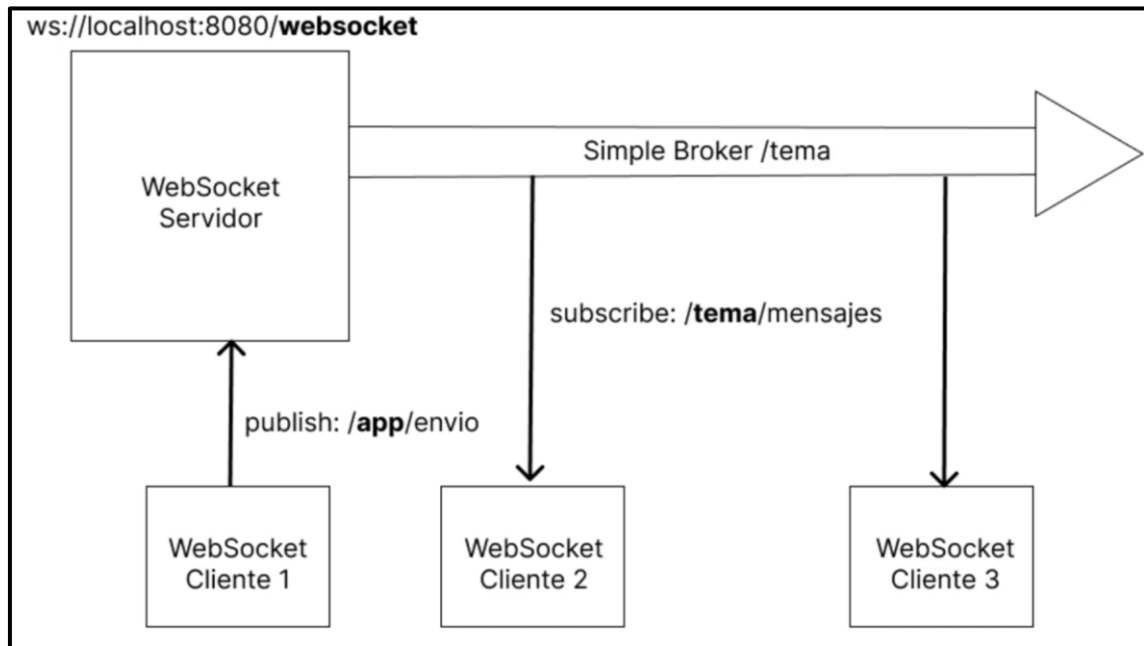 ws://localhost:8080/websocket
Simple Broker /tema
WebSocket
Servidor
subscribe: /tema/mensajes
publish: /app/envio
WebSocket
Cliente 1
WebSocket
Cliente 2
WebSocket
Cliente 3